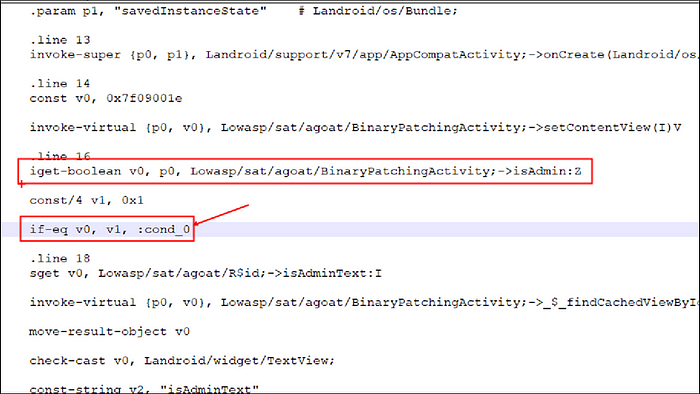 .param p1, "savedInstanceState"    # Landroid/os/Bundle;
.line 13
invoke-super {p0, p1}, Landroid/support/v7/app/AppCompatActivity;->onCreate(Landroid/os,
.line 14
const v0, 0x7f09001e
invoke-virtual {p0, v0}, Lowasp/sat/agoat/BinaryPatchingActivity;->setContentView(I)V
.line 16
iget-boolean v0, p0, Lowasp/sat/agoat/BinaryPatchingActivity;->isAdmin:Z
const/4 v1, 0x1
if-eq v0, v1, :cond_0
.line 18
sget v0, Lowasp/sat/agoat/R$id;->isAdminText:I
invoke-virtual {p0, v0}, Lowasp/sat/agoat/BinaryPatchingActivity;->_$_findCachedViewById
move-result-object v0
check-cast v0, Landroid/widget/TextView;
const-string v2, "isAdminText"